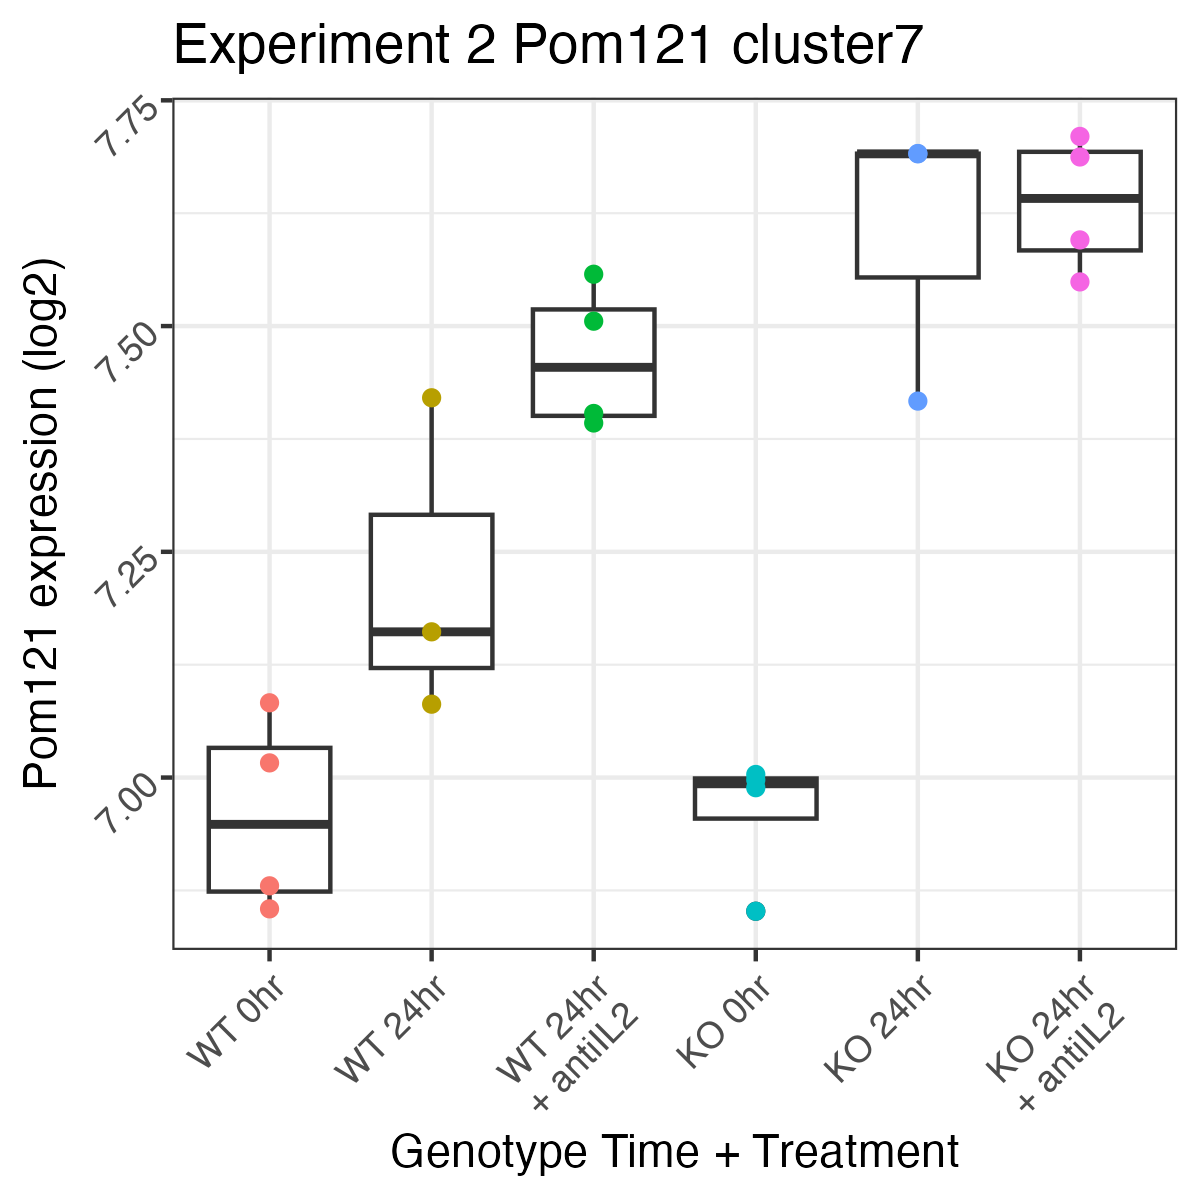 Experiment 2 Pom121 cluster7
Pom121 expression (log2)
7.75
7.50
7.25
7.00
WT 0hr
WT 24hr
WT 24hr
+ antiIL2
KO 0hr
KO 24hr
KO 24hr
+ antiIL2
Genotype Time + Treatment